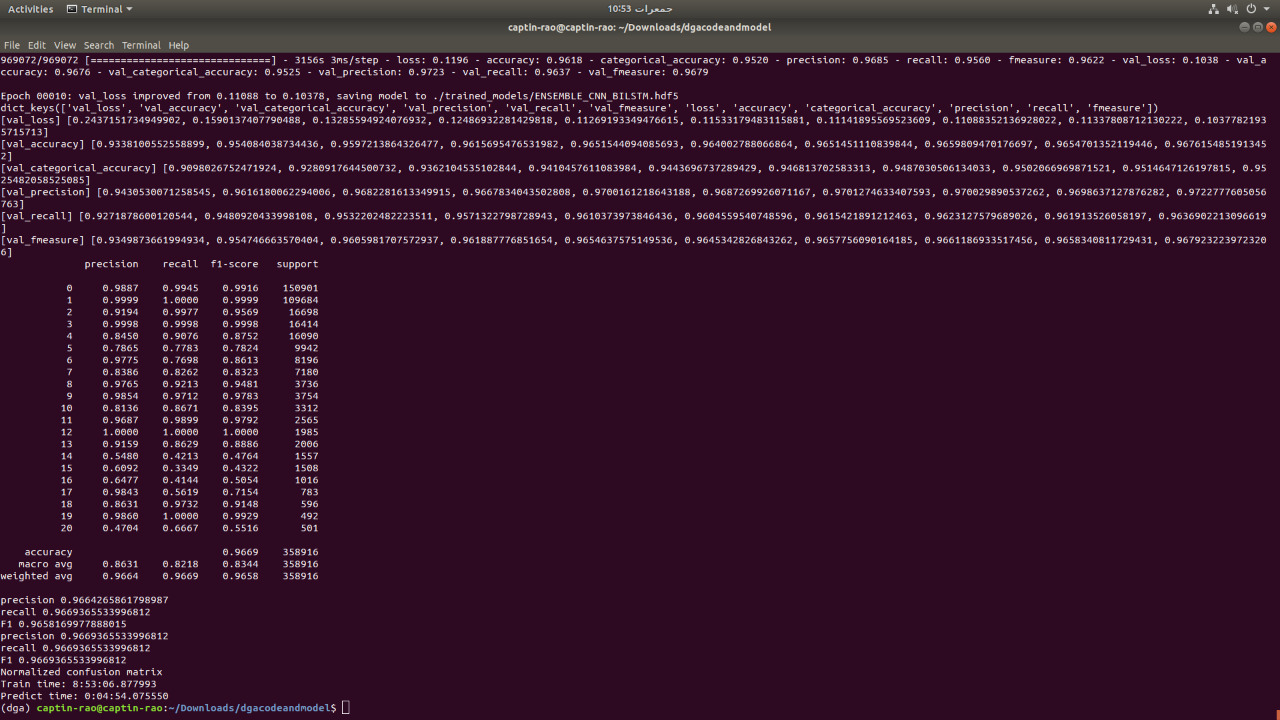 Activities Terminal جمعرات 10:53
captin-rao@captin-rao: ~/Downloads/dgacodeandmodel
File Edit View Search Terminal Help
969072/969072 [==============================] - 3156s 3ms/step - loss: 0.1196 - accuracy: 0.9618 - categorical_accuracy: 0.9520 - precision: 0.9685 - recall: 0.9560 - fmeasure: 0.9622 - val_loss: 0.1038 - val_a
ccuracy: 0.9676 - val_categorical_accuracy: 0.9525 - val_precision: 0.9723 - val_recall: 0.9637 - val_fmeasure: 0.9679
Epoch 00010: val_loss improved from 0.11088 to 0.10378, saving model to ./trained_models/ENSEMBLE_CNN_BILSTM.hdf5
dict_keys(['val_loss', 'val_accuracy', 'val_categorical_accuracy', 'val_precision', 'val_recall', 'val_fmeasure', 'loss', 'accuracy', 'categorical_accuracy', 'precision', 'recall', 'fmeasure'])
[val_loss] [0.2437151734949902, 0.1590137407790488, 0.13285594924076932, 0.12486932281429818, 0.11269193349476615, 0.11533179483115881, 0.11141895569523609, 0.11088352136928022, 0.11337808712130222, 0.1037782193
5715713]
[val_accuracy] [0.9338100552558899, 0.954084038734436, 0.9597213864326477, 0.9615695476531982, 0.9651544094085693, 0.964002788066864, 0.9651451110839844, 0.9659809470176697, 0.9654701352119446, 0.967615485191345
2]
[val_categorical_accuracy] [0.9098026752471924, 0.9280917644500732, 0.9362104535102844, 0.9410457611083984, 0.9443696737289429, 0.946813702583313, 0.9487030506134033, 0.9502066969871521, 0.9514647126197815, 0.95
25482058525085]
[val_precision] [0.9430530071258545, 0.9616180062294006, 0.9682281613349915, 0.9667834043502808, 0.9700161218643188, 0.9687269926071167, 0.9701274633407593, 0.970029890537262, 0.9698637127876282, 0.9722777605056
763]
[val_recall] [0.9271878600120544, 0.9480920433998108, 0.9532202482223511, 0.9571322798728943, 0.9610373973846436, 0.9604559540748596, 0.9615421891212463, 0.9623127579689026, 0.961913526058197, 0.9636902213096619
]
[val_fmeasure] [0.9349873661994934, 0.954746663570404, 0.9605981707572937, 0.961887776851654, 0.9654637575149536, 0.9645342826843262, 0.9657756090164185, 0.9661186933517456, 0.9658340811729431, 0.967923223972320
6]
precision recall f1-score support
0 0.9887 0.9945 0.9916 150901
1 0.9999 1.0000 0.9999 109684
2 0.9194 0.9977 0.9569 16698
3 0.9998 0.9998 0.9998 16414
4 0.8450 0.9076 0.8752 16090
5 0.7865 0.7783 0.7824 9942
6 0.9775 0.7698 0.8613 8196
7 0.8386 0.8262 0.8323 7180
8 0.9765 0.9213 0.9481 3736
9 0.9854 0.9712 0.9783 3754
10 0.8136 0.8671 0.8395 3312
11 0.9687 0.9899 0.9792 2565
12 1.0000 1.0000 1.0000 1985
13 0.9159 0.8629 0.8886 2006
14 0.5480 0.4213 0.4764 1557
15 0.6092 0.3349 0.4322 1508
16 0.6477 0.4144 0.5054 1016
17 0.9843 0.5619 0.7154 783
18 0.8631 0.9732 0.9148 596
19 0.9860 1.0000 0.9929 492
20 0.4704 0.6667 0.5516 501
accuracy 0.9669 358916
macro avg 0.8631 0.8218 0.8344 358916
weighted avg 0.9664 0.9669 0.9658 358916
precision 0.9664265861798987
recall 0.9669365533996812
F1 0.9658169977888015
precision 0.9669365533996812
recall 0.9669365533996812
F1 0.9669365533996812
Normalized confusion matrix
Train time: 8:53:06.877993
Predict time: 0:04:54.075550
(dga) captin-rao@captin-rao:~/Downloads/dgacodeandmodel$